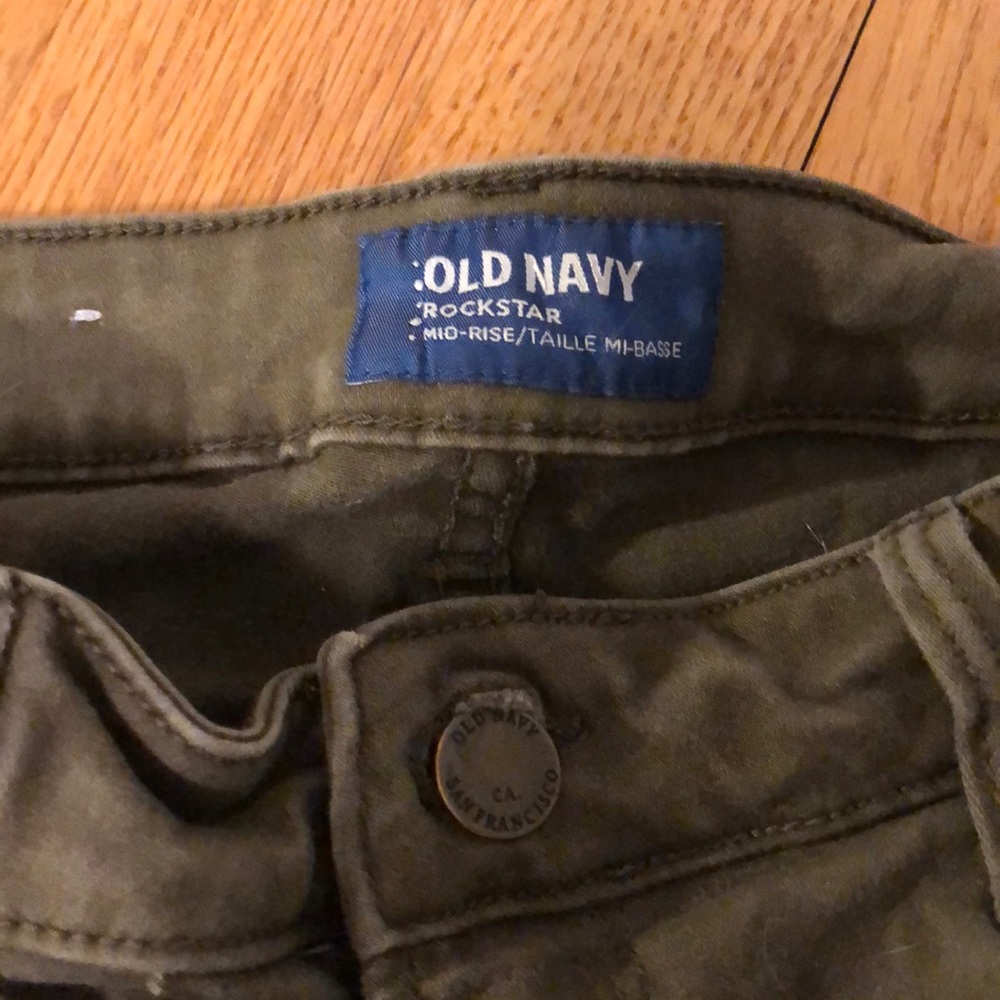 OLD NAVY
ROCKSTAR
MID-RISE/TAILLE MI-BASSE
OLD NAVY
CA.
SAN FRANCISCO